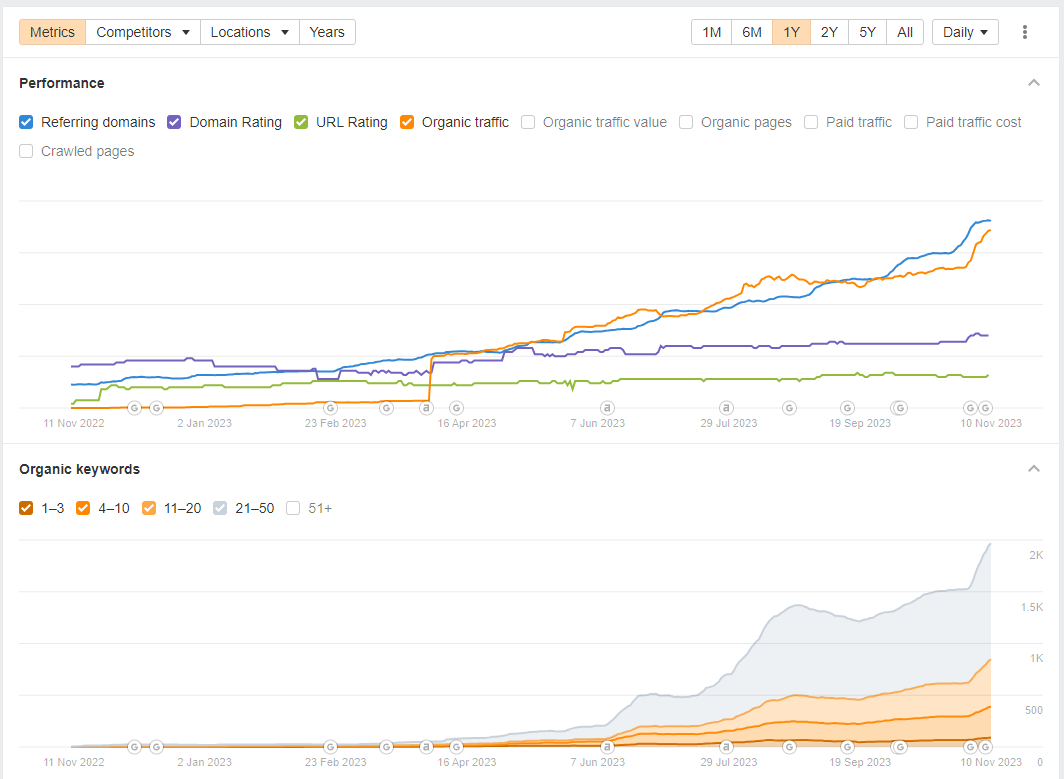 Metrics Competitors Locations Years 1M 6M 1Y 2Y 5Y All Daily
Performance
Referring domains Domain Rating URL Rating Organic traffic Organic traffic value Organic pages Paid traffic Paid traffic cost
Crawled pages
G G G G a G a a G G G G G
11 Nov 2022 2 Jan 2023 23 Feb 2023 16 Apr 2023 7 Jun 2023 29 Jul 2023 19 Sep 2023 10 Nov 2023
Organic keywords
1–3 4–10 11–20 21–50 51+
2K
1.5K
1K
500
G G G G a G a a G G G G G
11 Nov 2022 2 Jan 2023 23 Feb 2023 16 Apr 2023 7 Jun 2023 29 Jul 2023 19 Sep 2023 10 Nov 2023 0